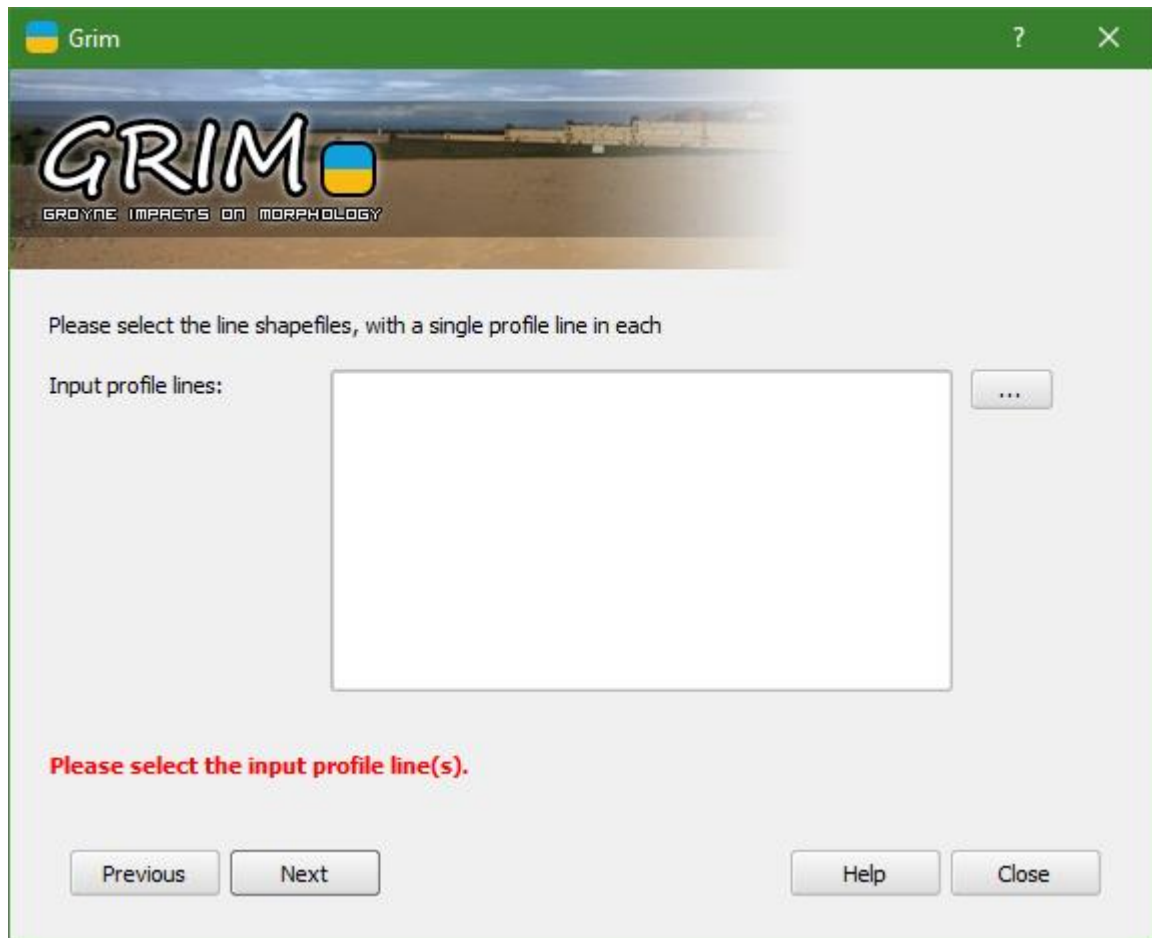 Grim
?
GRIM
GROYNE IMPACTS ON MORPHOLOGY
Please select the line shapefiles, with a single profile line in each
Input profile lines:
...
Please select the input profile line(s).
Previous
Next
Help
Close